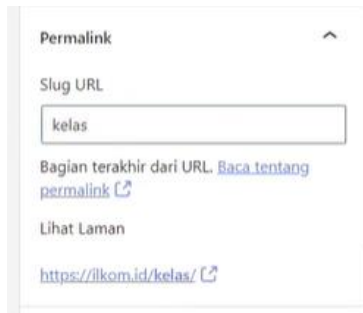 Permalink
Slug URL
kelas
Bagian terakhir dari URL. Baca tentang
permalink
Lihat Laman
https://ilkom.id/kelas/